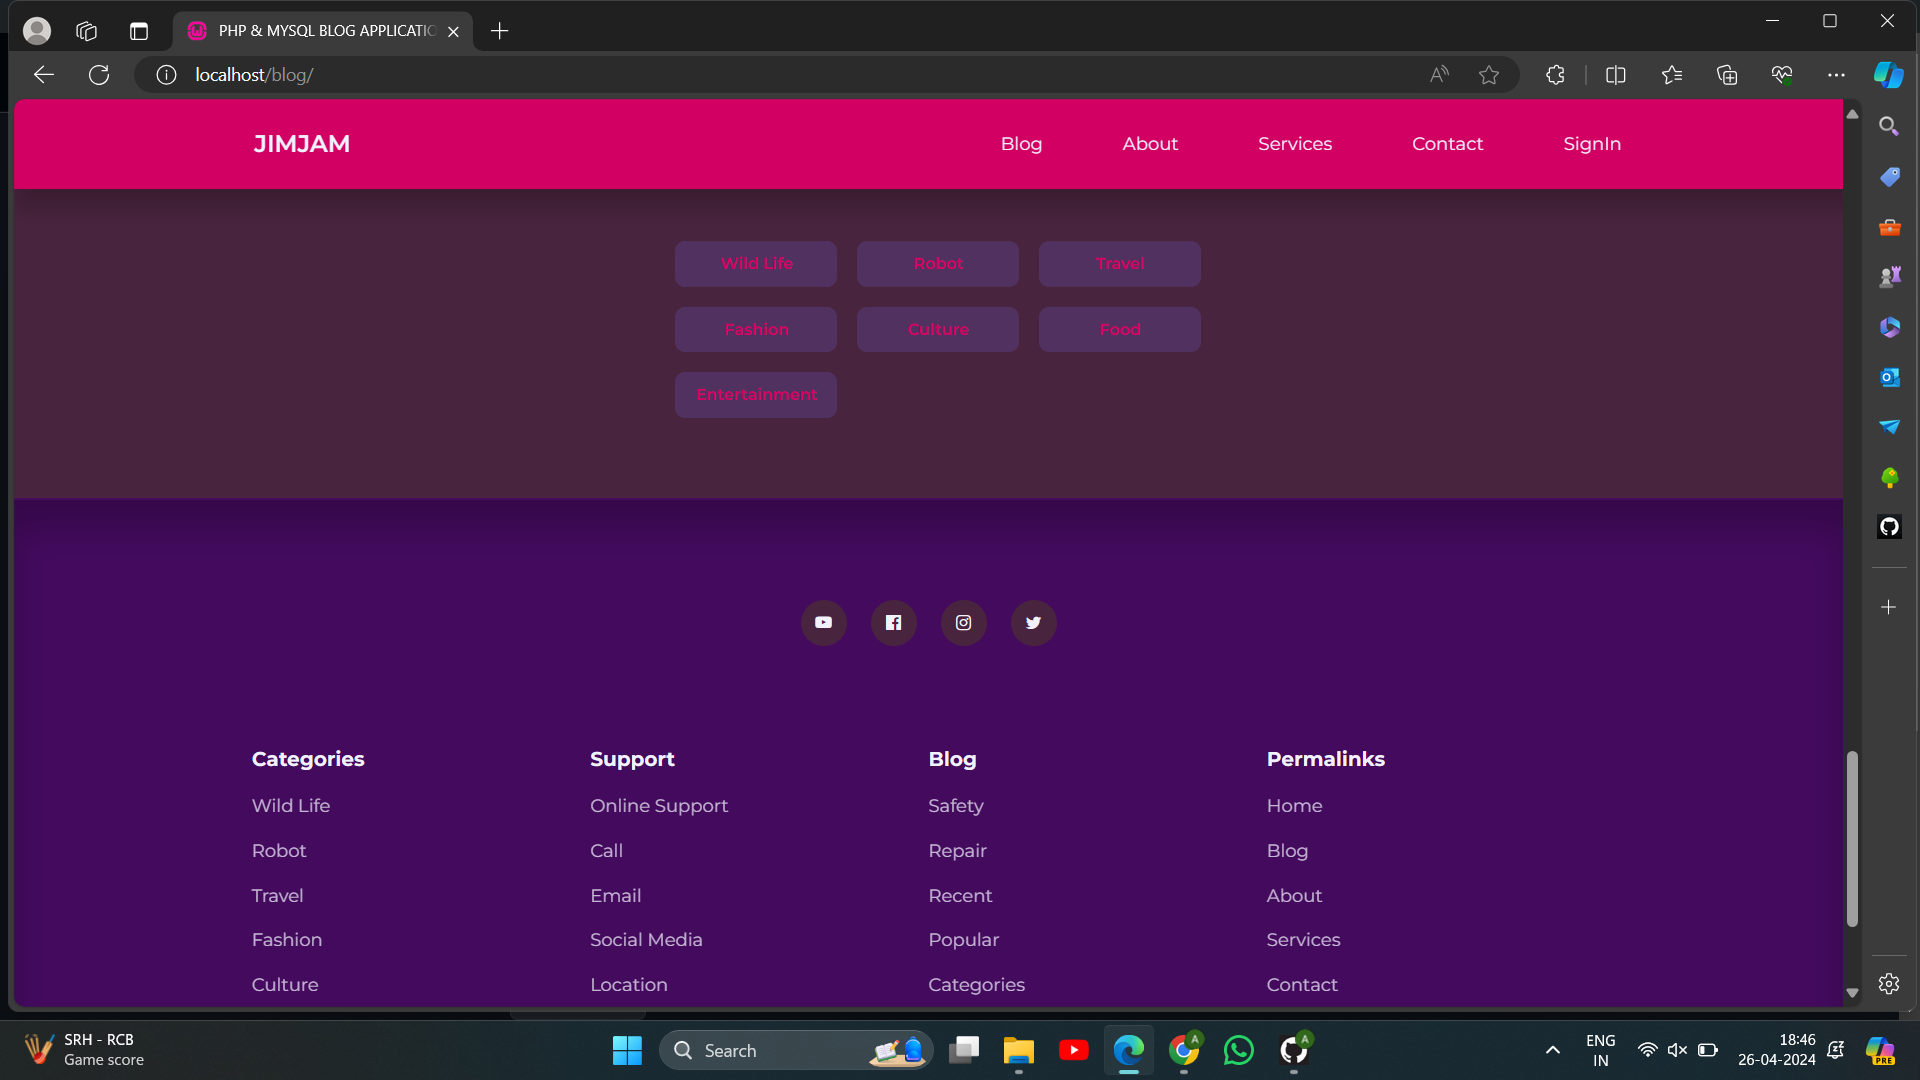 PHP & MYSQL BLOG APPLICATIO
localhost/blog/
JIMJAM
Blog About Services Contact SignIn
Wild Life Robot Travel
Fashion Culture Food
Entertainment
Categories Support Blog Permalinks
Wild Life Online Support Safety Home
Robot Call Repair Blog
Travel Email Recent About
Fashion Social Media Popular Services
Culture Location Categories Contact
SRH - RCB
Game score
Search
A
A
ENG
IN
18:46
26-04-2024
PRE